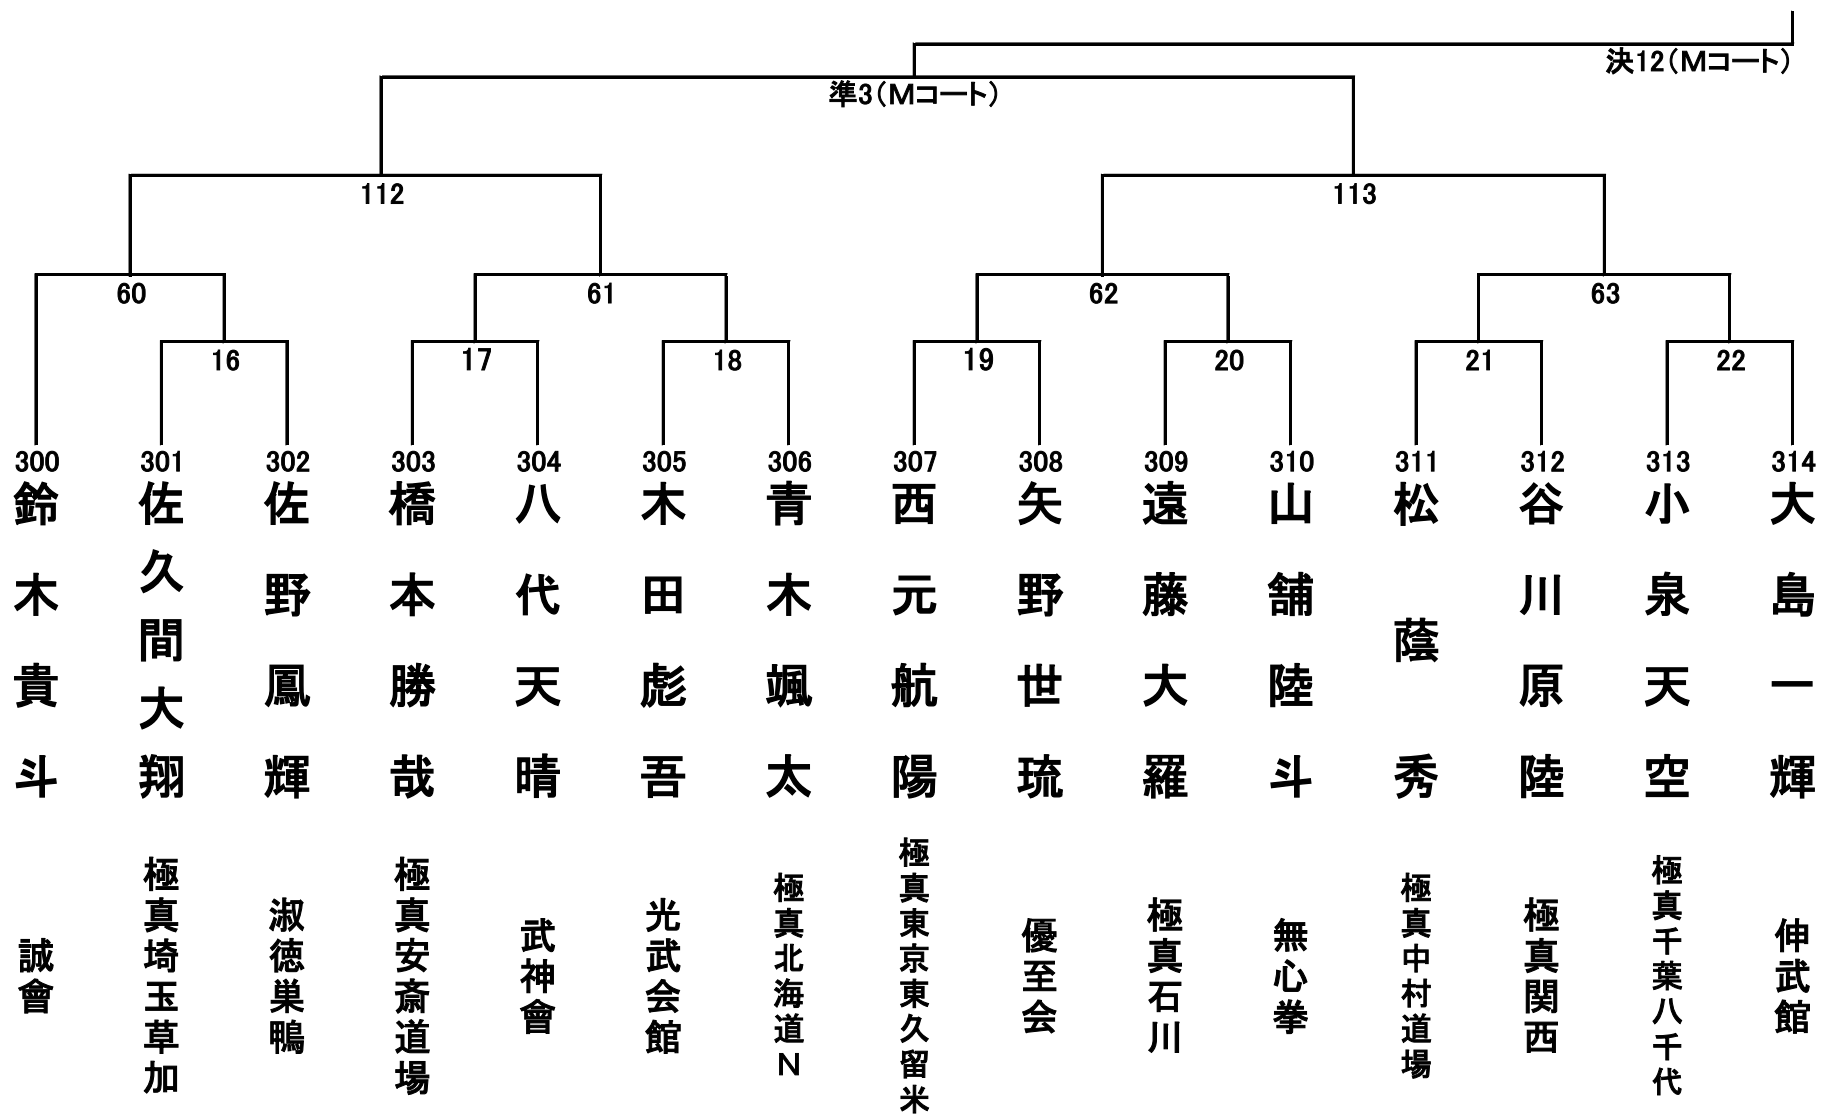 決12（Mコート）
準3（Mコート）
112
113
60
61
62
63
16
17
18
19
20
21
22
300
301
302
303
304
305
306
307
308
309
310
311
312
313
314
鈴木貴斗
佐久間大翔
佐野鳳輝
橋本勝哉
八代天晴
木田彪吾
青木颯太
西元航陽
矢野世琉
遠藤大羅
山舗陸斗
松蔭秀
谷川原陸
小泉天空
大島一輝
誠會
極真埼玉草加
淑徳巣鴨
極真安斎道場
武神會
光武会館
極真北海道Ｎ
極真東京東久留米
優至会
極真石川
無心拳
極真中村道場
極真関西
極真千葉八千代
伸武館